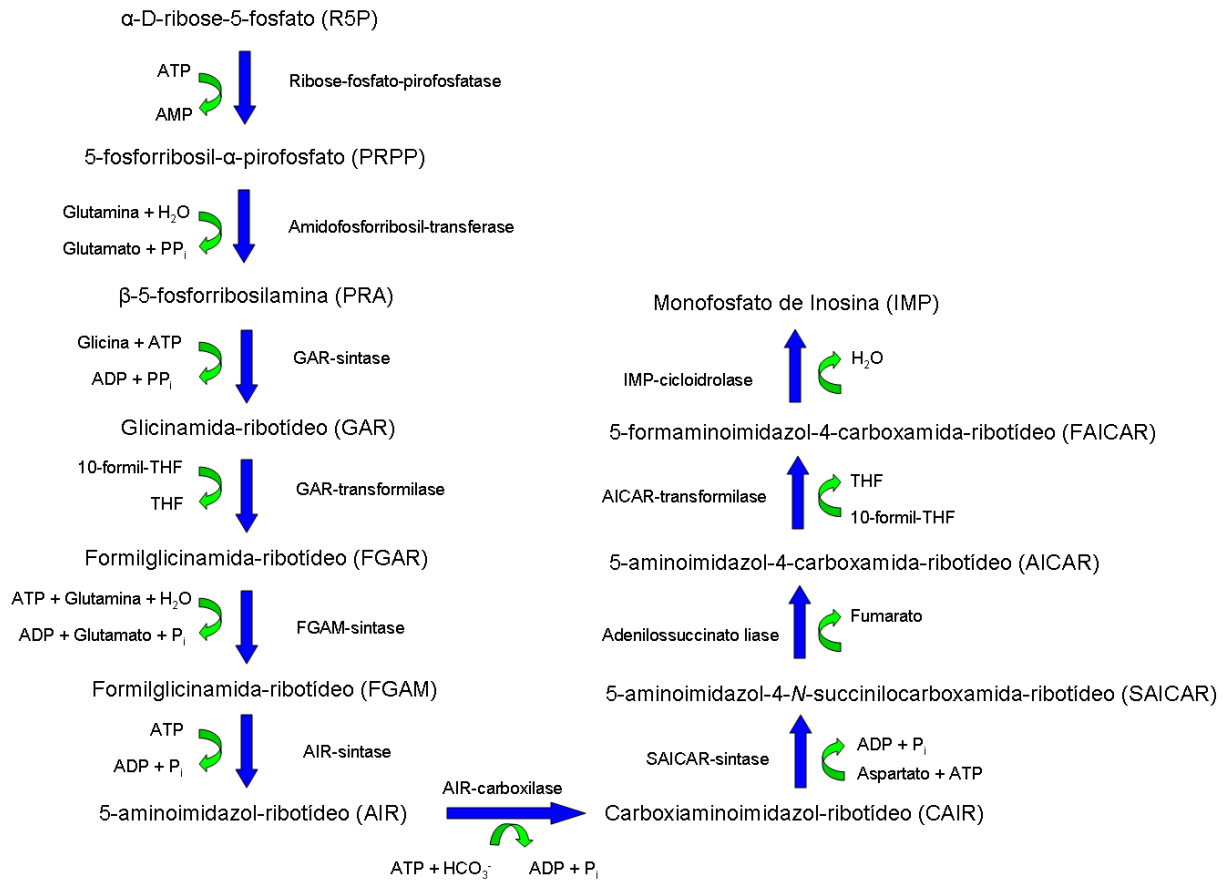 α-D-ribose-5-fosfato (R5P)
ATP
Ribose-fosfato-pirofosfatase
AMP
5-fosforribosil-α-pirofosfato (PRPP)
Glutamina + H₂O
Amidofosforribosil-transferase
Glutamato + PPᵢ
β-5-fosforribosilamina (PRA)
Glicina + ATP
GAR-sintase
ADP + PPᵢ
Glicinamida-ribotídeo (GAR)
10-formil-THF
GAR-transformilase
THF
Formilglicinamida-ribotídeo (FGAR)
ATP + Glutamina + H₂O
FGAM-sintase
ADP + Glutamato + Pᵢ
Formilglicinamida-ribotídeo (FGAM)
ATP
AIR-sintase
ADP + Pᵢ
5-aminoimidazol-ribotídeo (AIR)
AIR-carboxilase
ATP + HCO₃⁻
ADP + Pᵢ
Carboxiaminoimidazol-ribotídeo (CAIR)
ADP + Pᵢ
SAICAR-sintase
Aspartato + ATP
5-aminoimidazol-4-N-succinilocarboxamida-ribotídeo (SAICAR)
Fumarato
Adenilossuccinato liase
5-aminoimidazol-4-carboxamida-ribotídeo (AICAR)
THF
AICAR-transformilase
10-formil-THF
5-formaminoimidazol-4-carboxamida-ribotídeo (FAICAR)
H₂O
IMP-cicloidrolase
Monofosfato de Inosina (IMP)